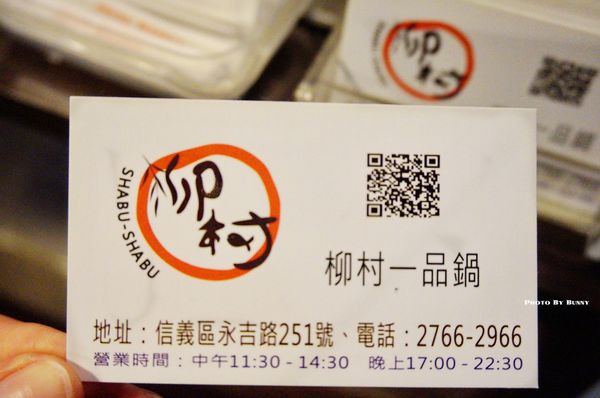 柳村
SHABU-SHABU
柳村一品鍋
地址：信義區永吉路251號、電話：2766-2966
營業時間：中午11:30 - 14:30 晚上17:00 - 22:30
柳村
PHOTO BY BUNNY